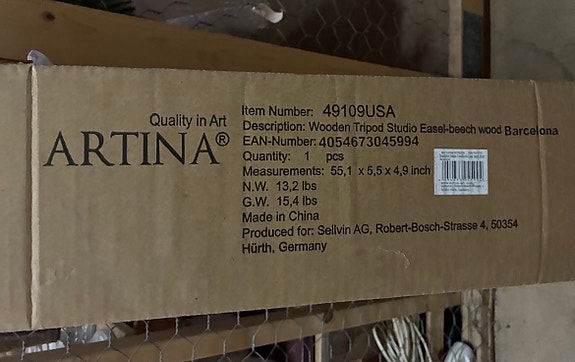 Quality in Art
ARTINA®
Item Number: 49109USA
Description: Wooden Tripod Studio Easel-beech wood Barcelona
EAN-Number: 4054673045994
Quantity: 1 pcs
Measurements: 55,1 x 5,5 x 4,9 inch
N.W. 13,2 lbs
G.W. 15,4 lbs
Made in China
Produced for: Sellvin AG, Robert-Bosch-Strasse 4, 50354
Hürth, Germany